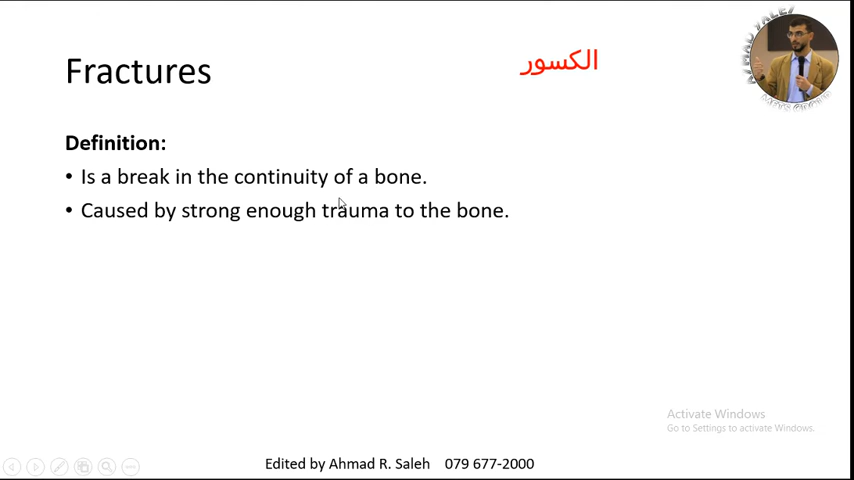 Fractures
الكسور
Definition:
• Is a break in the continuity of a bone.
• Caused by strong enough trauma to the bone.
Activate Windows
Go to Settings to activate Windows.
Edited by Ahmad R. Saleh 079 677-2000